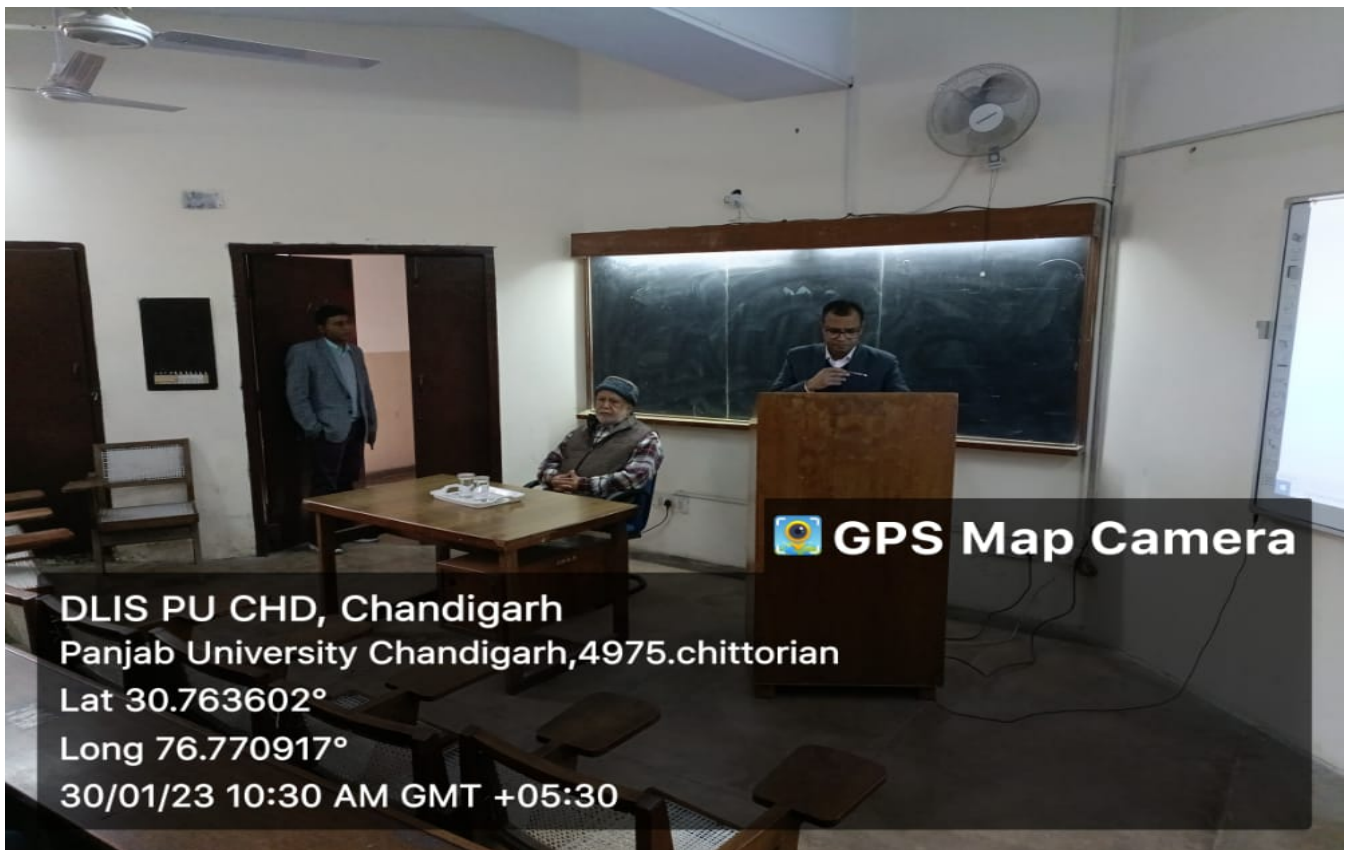 GPS Map Camera
DLIS PU CHD, Chandigarh
Panjab University Chandigarh,4975.chittorian
Lat 30.763602°
Long 76.770917°
30/01/23 10:30 AM GMT +05:30